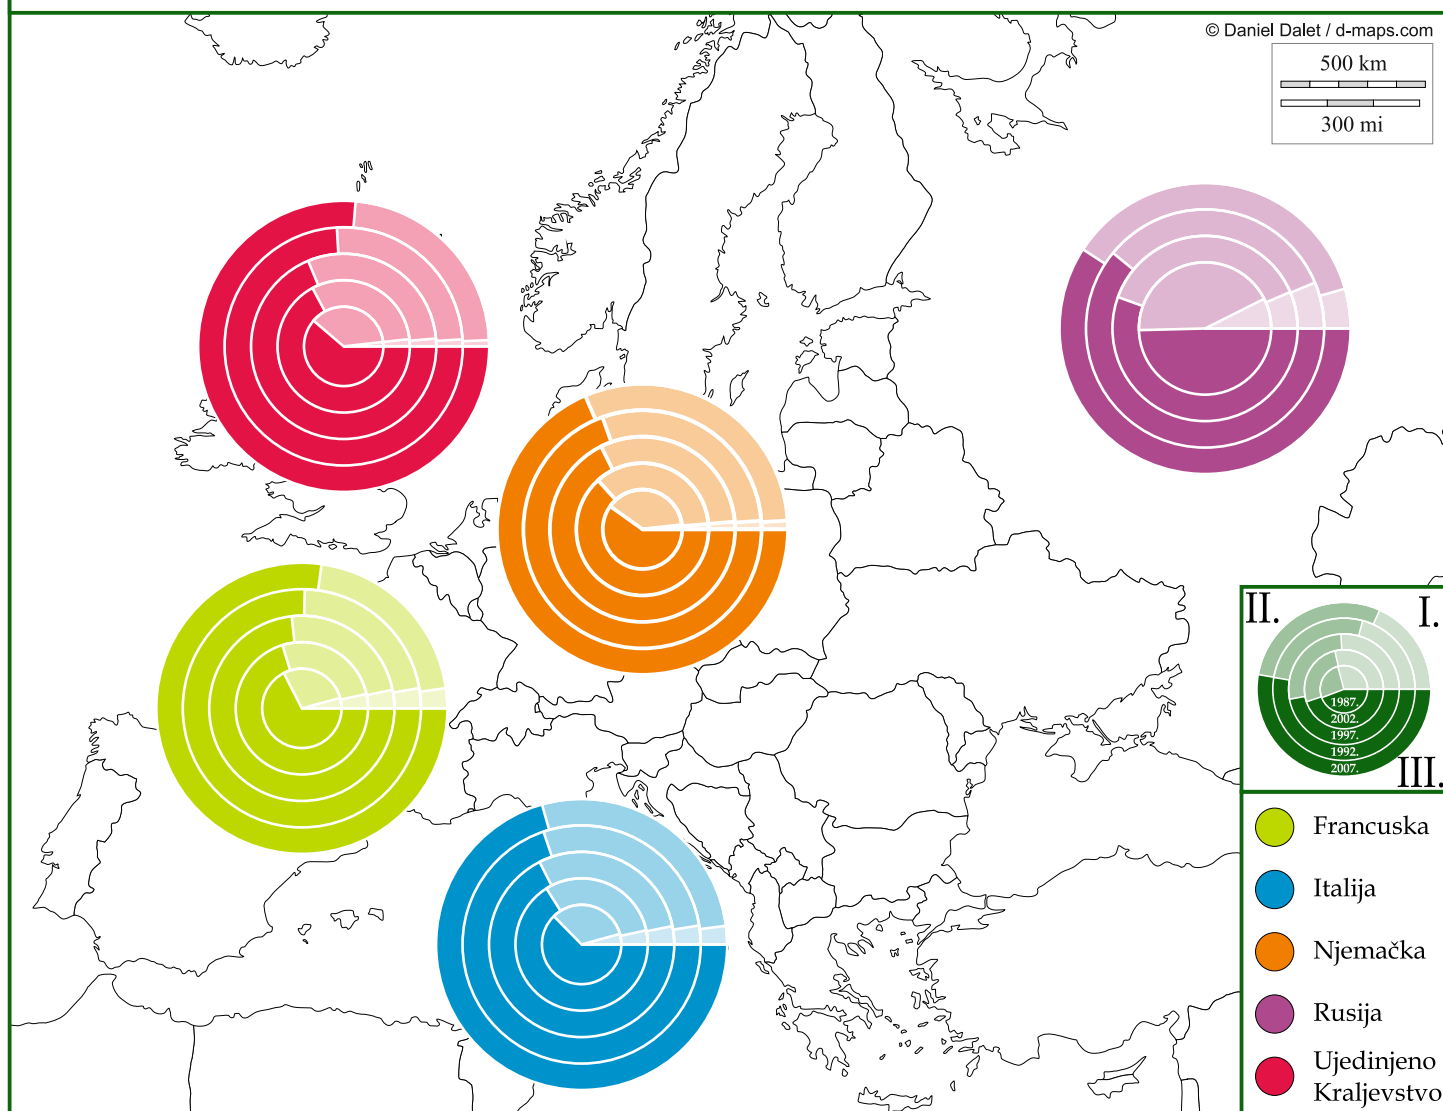 © Daniel Dalet / d-maps.com
500 km
300 mi
II.
I.
1987.
2002.
1997.
1992.
2007.
III.
Francuska
Italija
Njemačka
Rusija
Ujedinjeno
Kraljevstvo